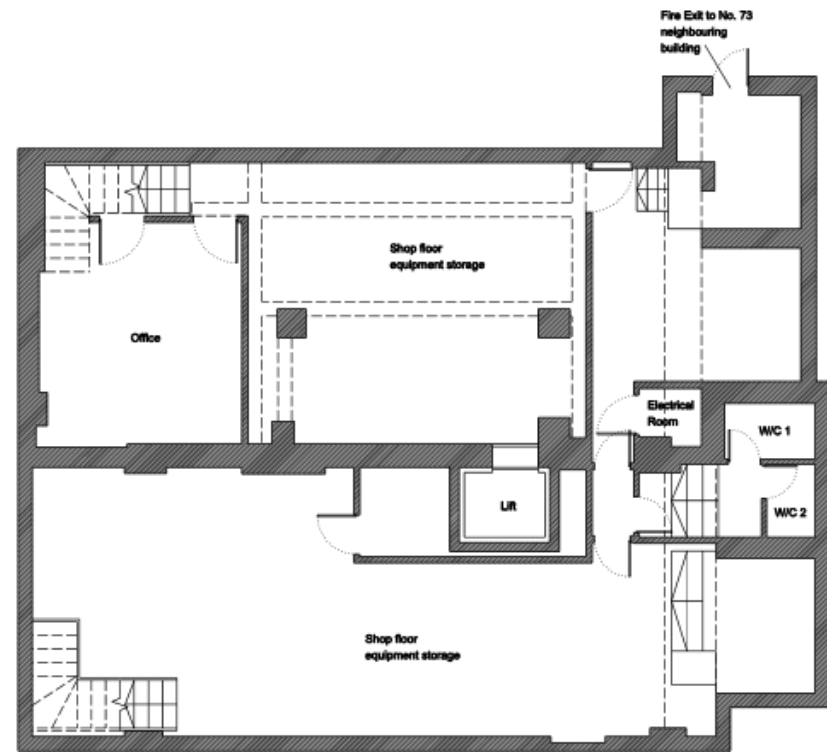 Fire Exit to No. 73
neighbouring
building
Shop floor
equipment storage
Office
Electrical
Room
W/C 1
W/C 2
Lift
Shop floor
equipment storage